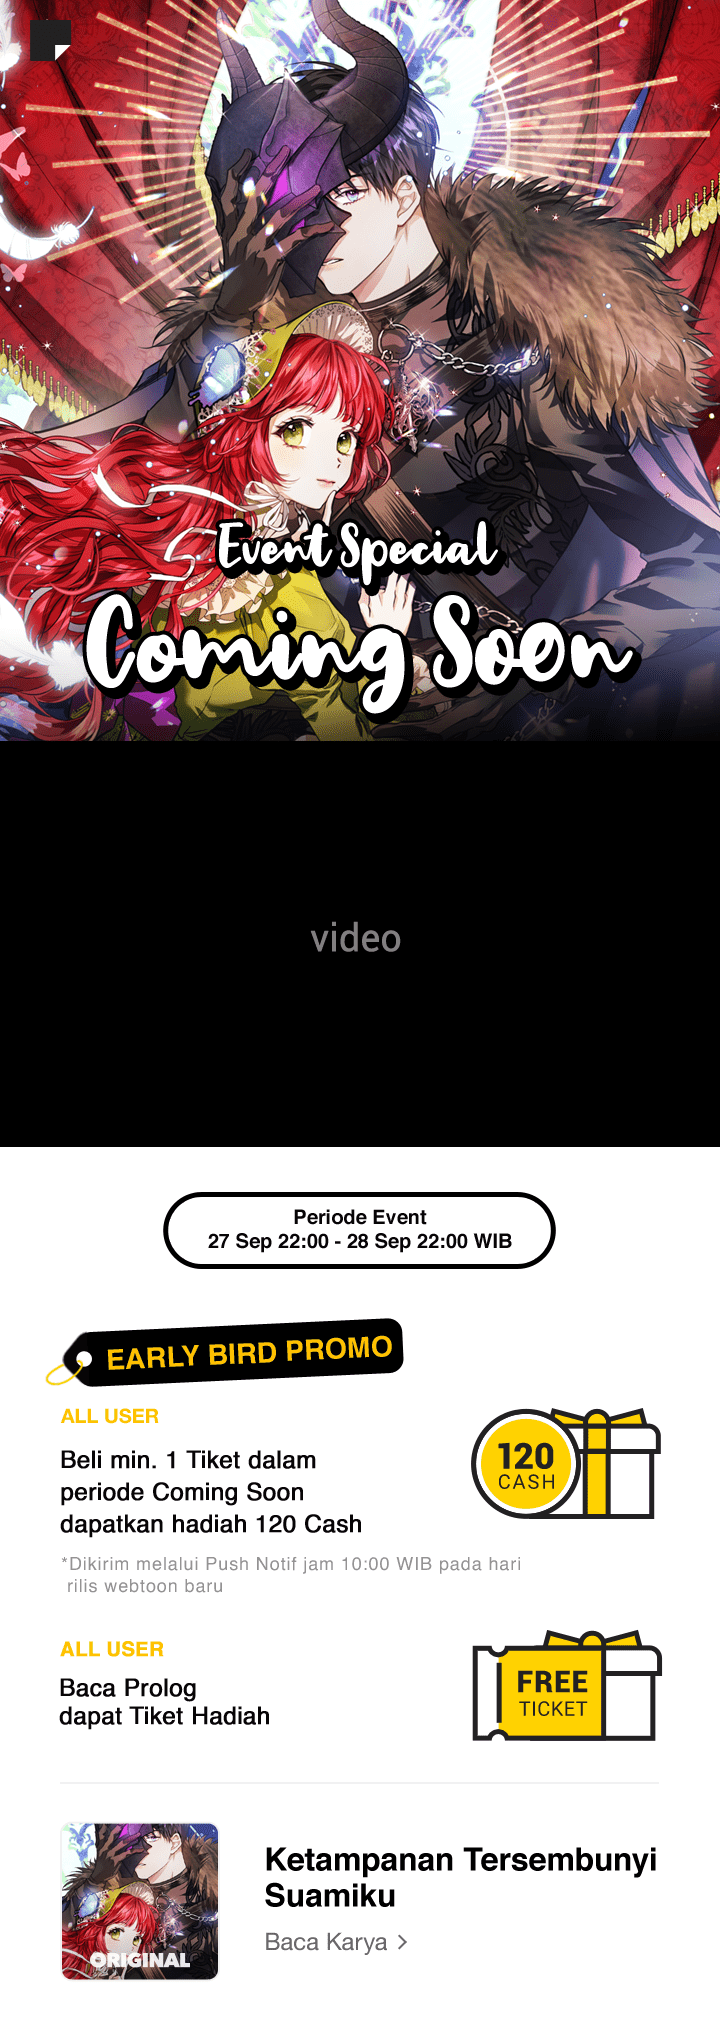 Event Special
Coming Soon
video
Periode Event
27 Sep 22:00 - 28 Sep 22:00 WIB
EARLY BIRD PROMO
ALL USER
Beli min. 1 Tiket dalam
periode Coming Soon
dapatkan hadiah 120 Cash
120
CASH
*Dikirim melalui Push Notif jam 10:00 WIB pada hari
rilis webtoon baru
ALL USER
Baca Prolog
dapat Tiket Hadiah
FREE
TICKET
ORIGINAL
Ketampanan Tersembunyi
Suamiku
Baca Karya >